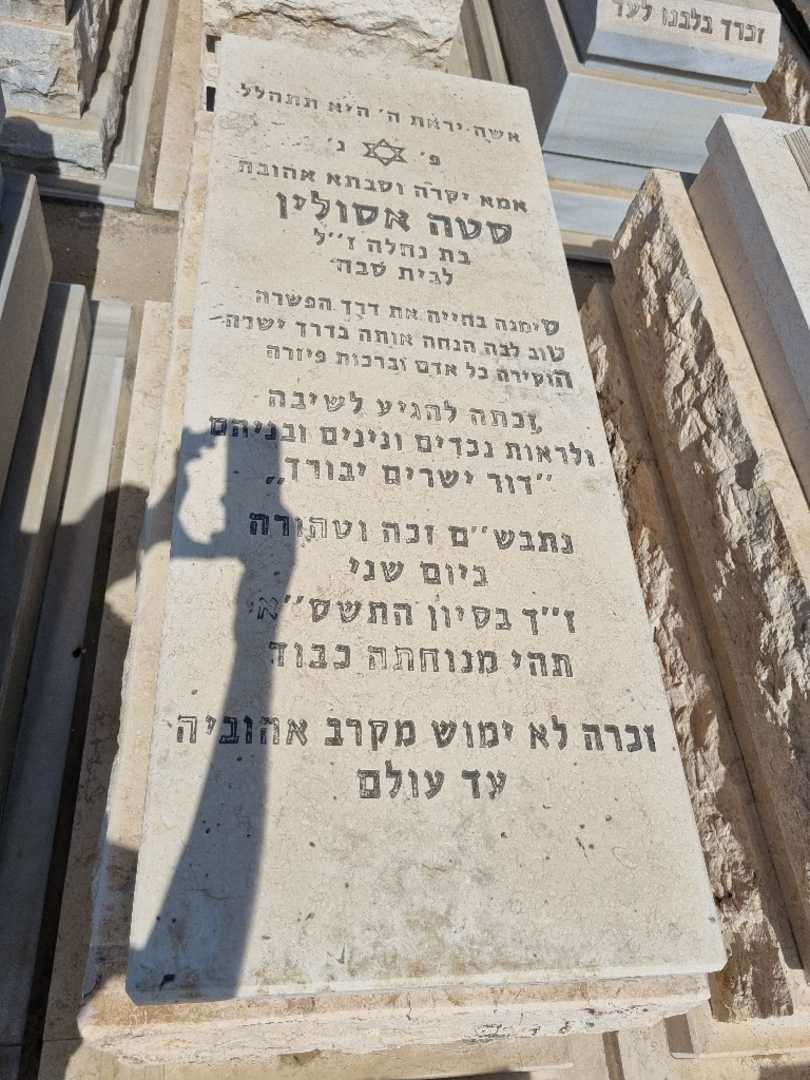 זכרך בלבנו לעד
אשה יראת ה' היא תתהלל
פ' נ'
אמא יקרה וסבתא אהובה
סטה אסולין
בת נחלה ז"ל
לבית סבח
סימנה בחייה את דרך הפשרה
טוב לבה הנחה אותה בדרך ישרה
הוקירה כל אדם וברכות פיזרה
זכתה להגיע לשיבה
ולראות נכדים ונינים ובניהם
"דור ישרים יבורך"
נתבש"ם זכה וטהורה
ביום שני
ז"ך בסיון התשס"א
תהי מנוחתה כבוד
זכרה לא ימוש מקרב אהוביה
עד עולם